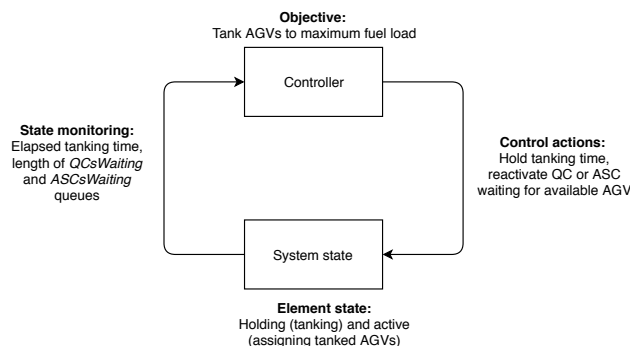 Objective:
Tank AGVs to maximum fuel load
Controller
State monitoring:
Elapsed tanking time,
length of QCsWaiting
and ASCsWaiting
queues
Control actions:
Hold tanking time,
reactivate QC or ASC
waiting for available AGV
System state
Element state:
Holding (tanking) and active
(assigning tanked AGVs)